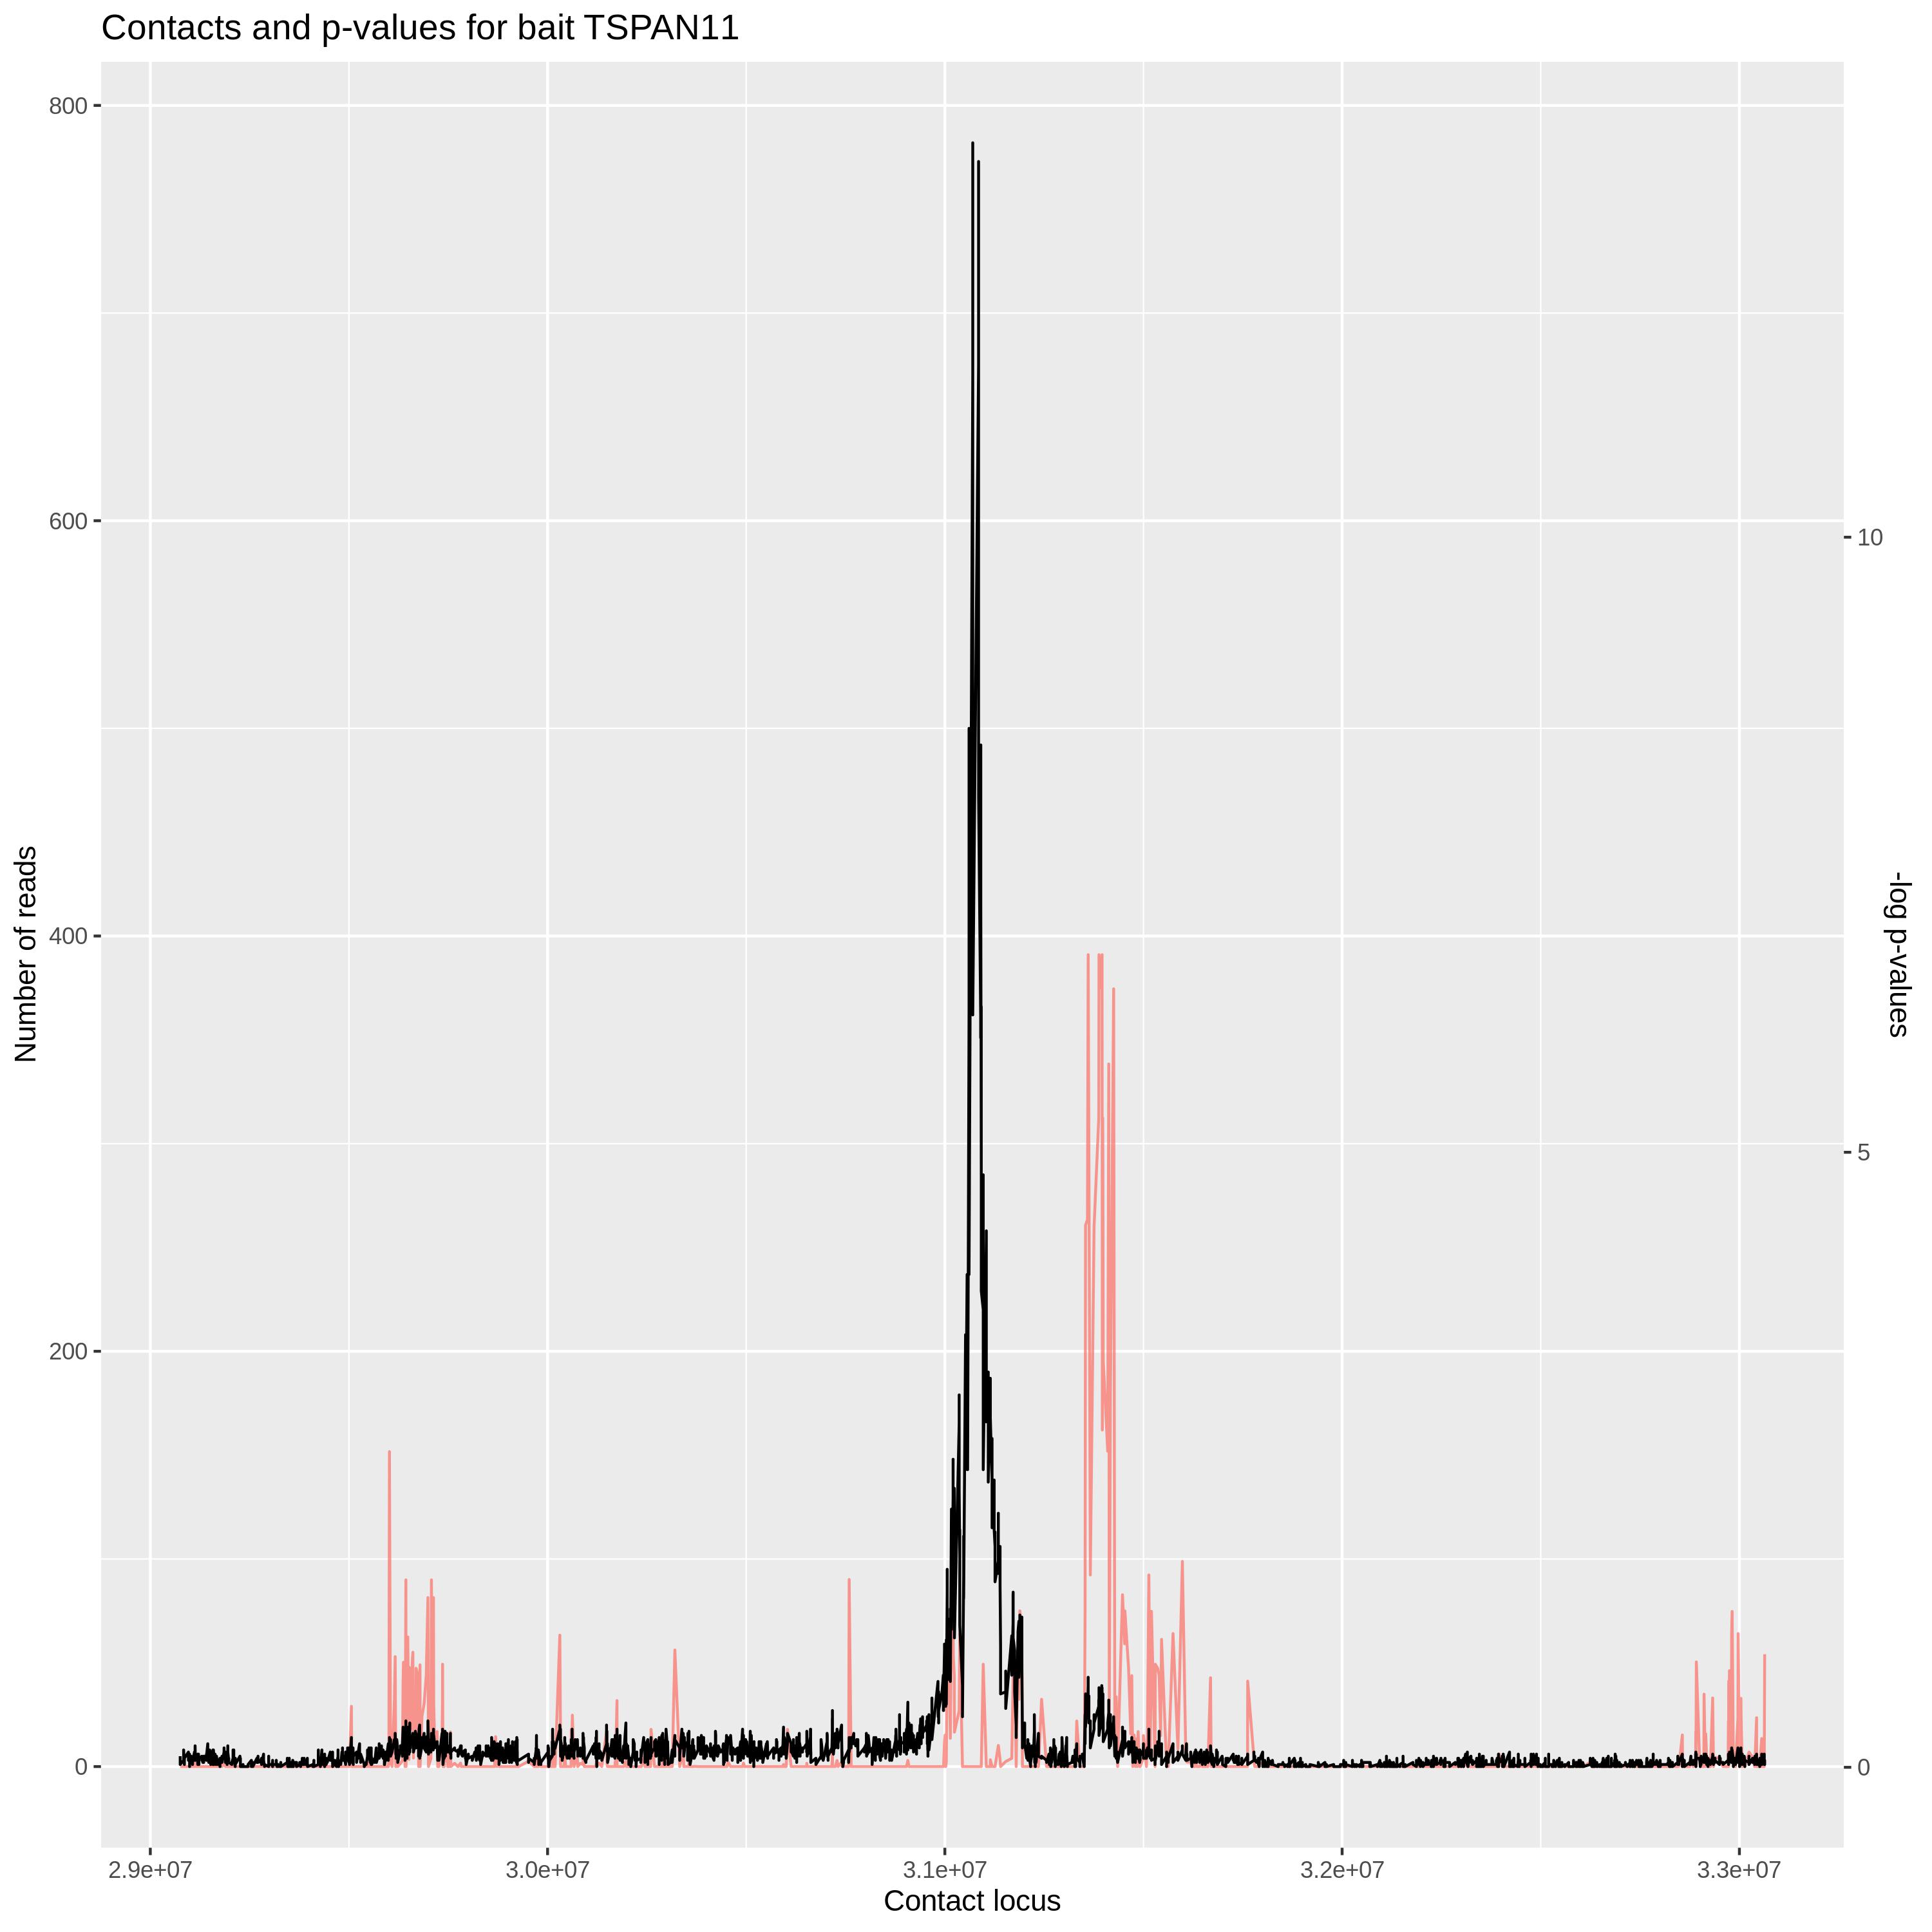 Contacts and p-values for bait TSPAN11
800
600
400
200
0
10
5
0
Number of reads
-log p-values
2.9e+07
3.0e+07
3.1e+07
3.2e+07
3.3e+07
Contact locus